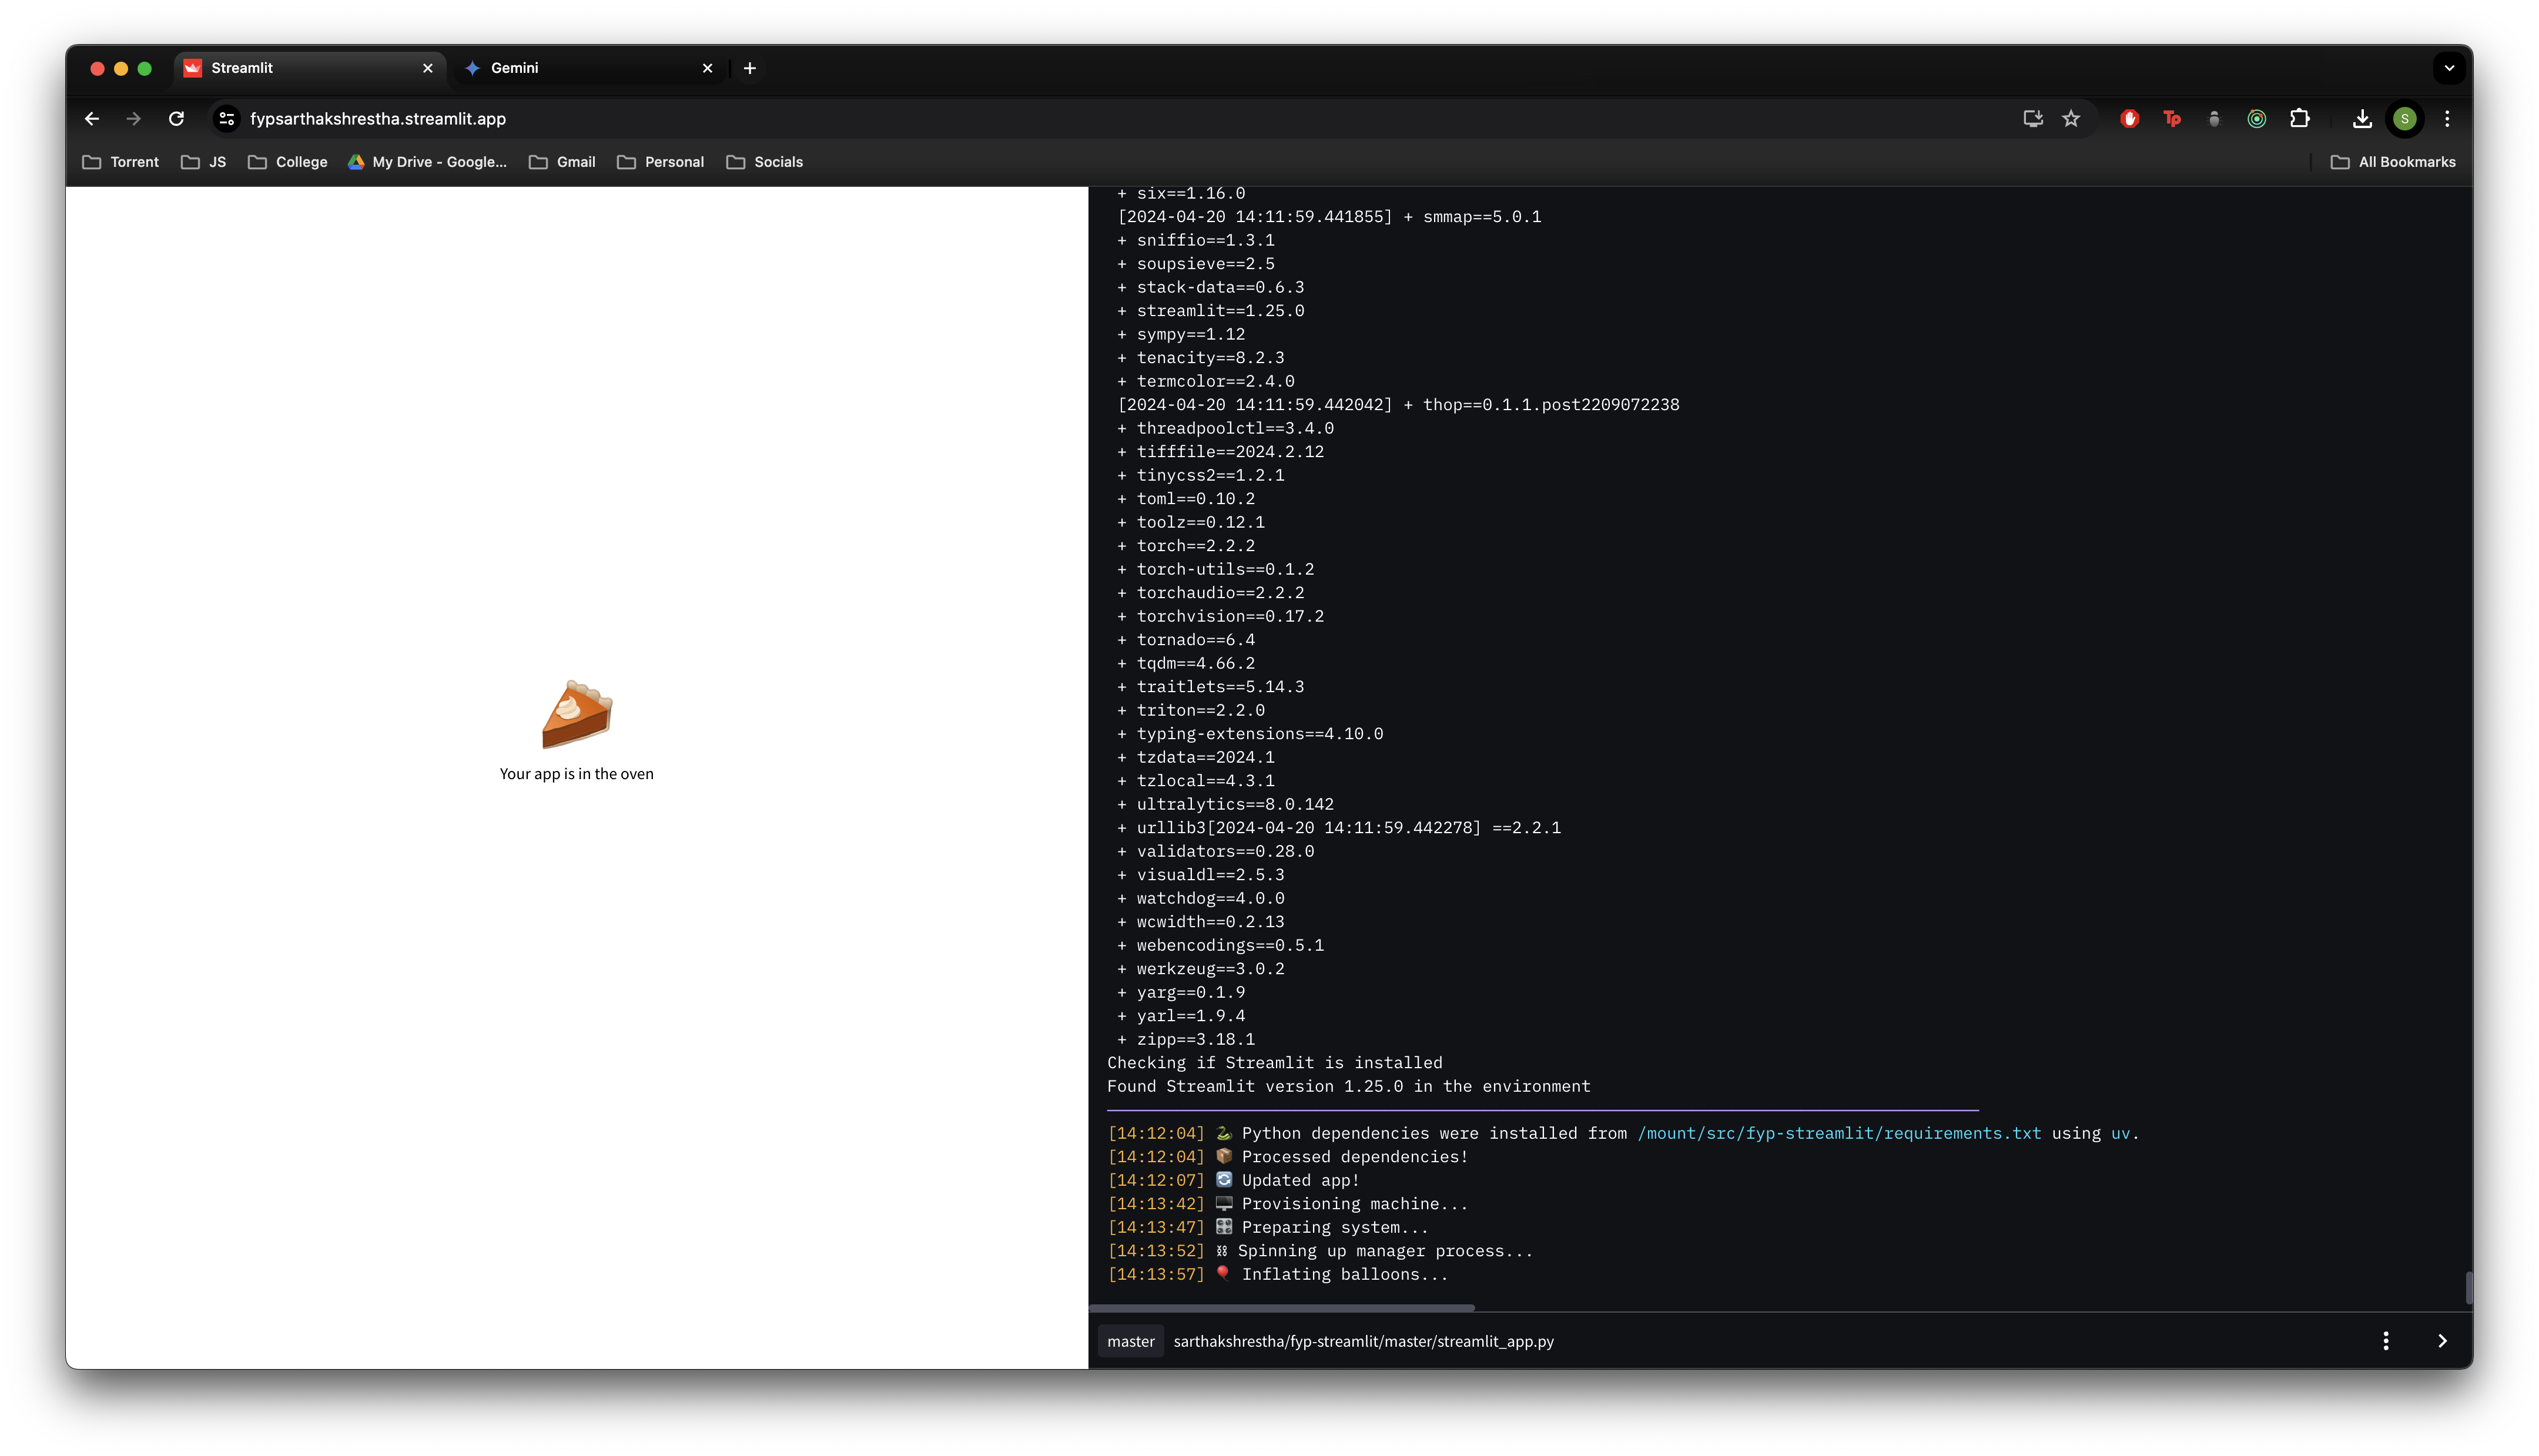 Streamlit
Gemini
fypsarthakshrestha.streamlit.app
Tp
S
Torrent
JS
College
My Drive - Google...
Gmail
Personal
Socials
All Bookmarks
Your app is in the oven
+ six==1.16.0
[2024-04-20 14:11:59.441855] + smmap==5.0.1
+ sniffio==1.3.1
+ soupsieve==2.5
+ stack-data==0.6.3
+ streamlit==1.25.0
+ sympy==1.12
+ tenacity==8.2.3
+ termcolor==2.4.0
[2024-04-20 14:11:59.442042] + thop==0.1.1.post2209072238
+ threadpoolctl==3.4.0
+ tifffile==2024.2.12
+ tinycss2==1.2.1
+ toml==0.10.2
+ toolz==0.12.1
+ torch==2.2.2
+ torch-utils==0.1.2
+ torchaudio==2.2.2
+ torchvision==0.17.2
+ tornado==6.4
+ tqdm==4.66.2
+ traitlets==5.14.3
+ triton==2.2.0
+ typing-extensions==4.10.0
+ tzdata==2024.1
+ tzlocal==4.3.1
+ ultralytics==8.0.142
+ urllib3[2024-04-20 14:11:59.442278] ==2.2.1
+ validators==0.28.0
+ visualdl==2.5.3
+ watchdog==4.0.0
+ wcwidth==0.2.13
+ webencodings==0.5.1
+ werkzeug==3.0.2
+ yarg==0.1.9
+ yarl==1.9.4
+ zipp==3.18.1
Checking if Streamlit is installed
Found Streamlit version 1.25.0 in the environment
[14:12:04] 🐍 Python dependencies were installed from /mount/src/fyp-streamlit/requirements.txt using uv.
[14:12:04] 📦 Processed dependencies!
[14:12:07] 🔄 Updated app!
[14:13:42] 🖥 Provisioning machine...
[14:13:47] 🎛 Preparing system...
[14:13:52] ⛓ Spinning up manager process...
[14:13:57] 🎈 Inflating balloons...
master
sarthakshrestha/fyp-streamlit/master/streamlit_app.py